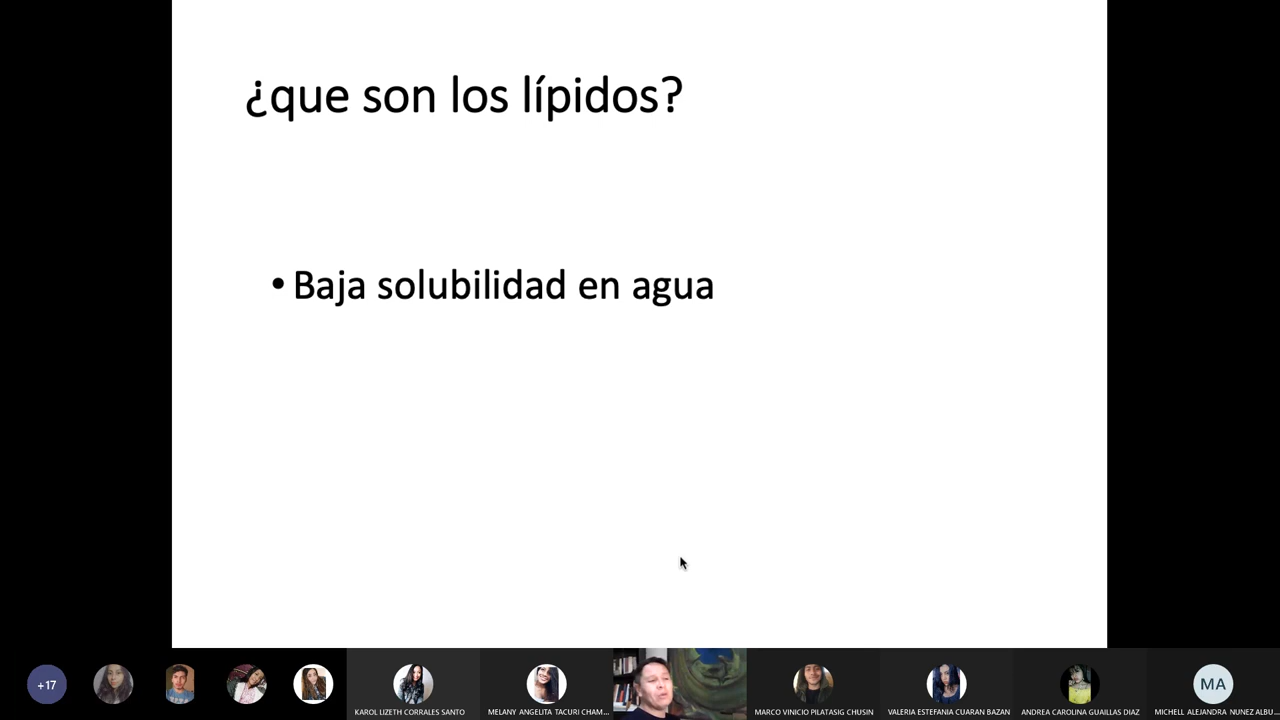 ¿que son los lípidos?
• Baja solubilidad en agua
+17
KAROL LIZETH CORRALES SANTO
MELANY ANGELITA TACURI CHAM...
MARCO VINICIO PILATASIG CHUSIN
VALERIA ESTEFANIA CUARAN BAZAN
ANDREA CAROLINA GUAILLAS DIAZ
MA
MICHELL ALEJANDRA NUNEZ ALBU...